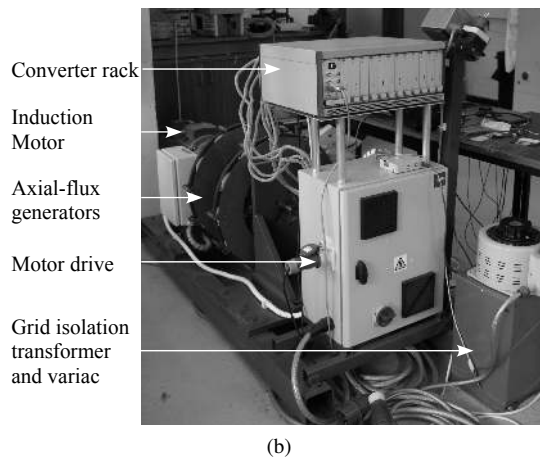 Converter rack
Induction
Motor
Axial-flux
generators
Motor drive
Grid isolation
transformer
and variac
(b)